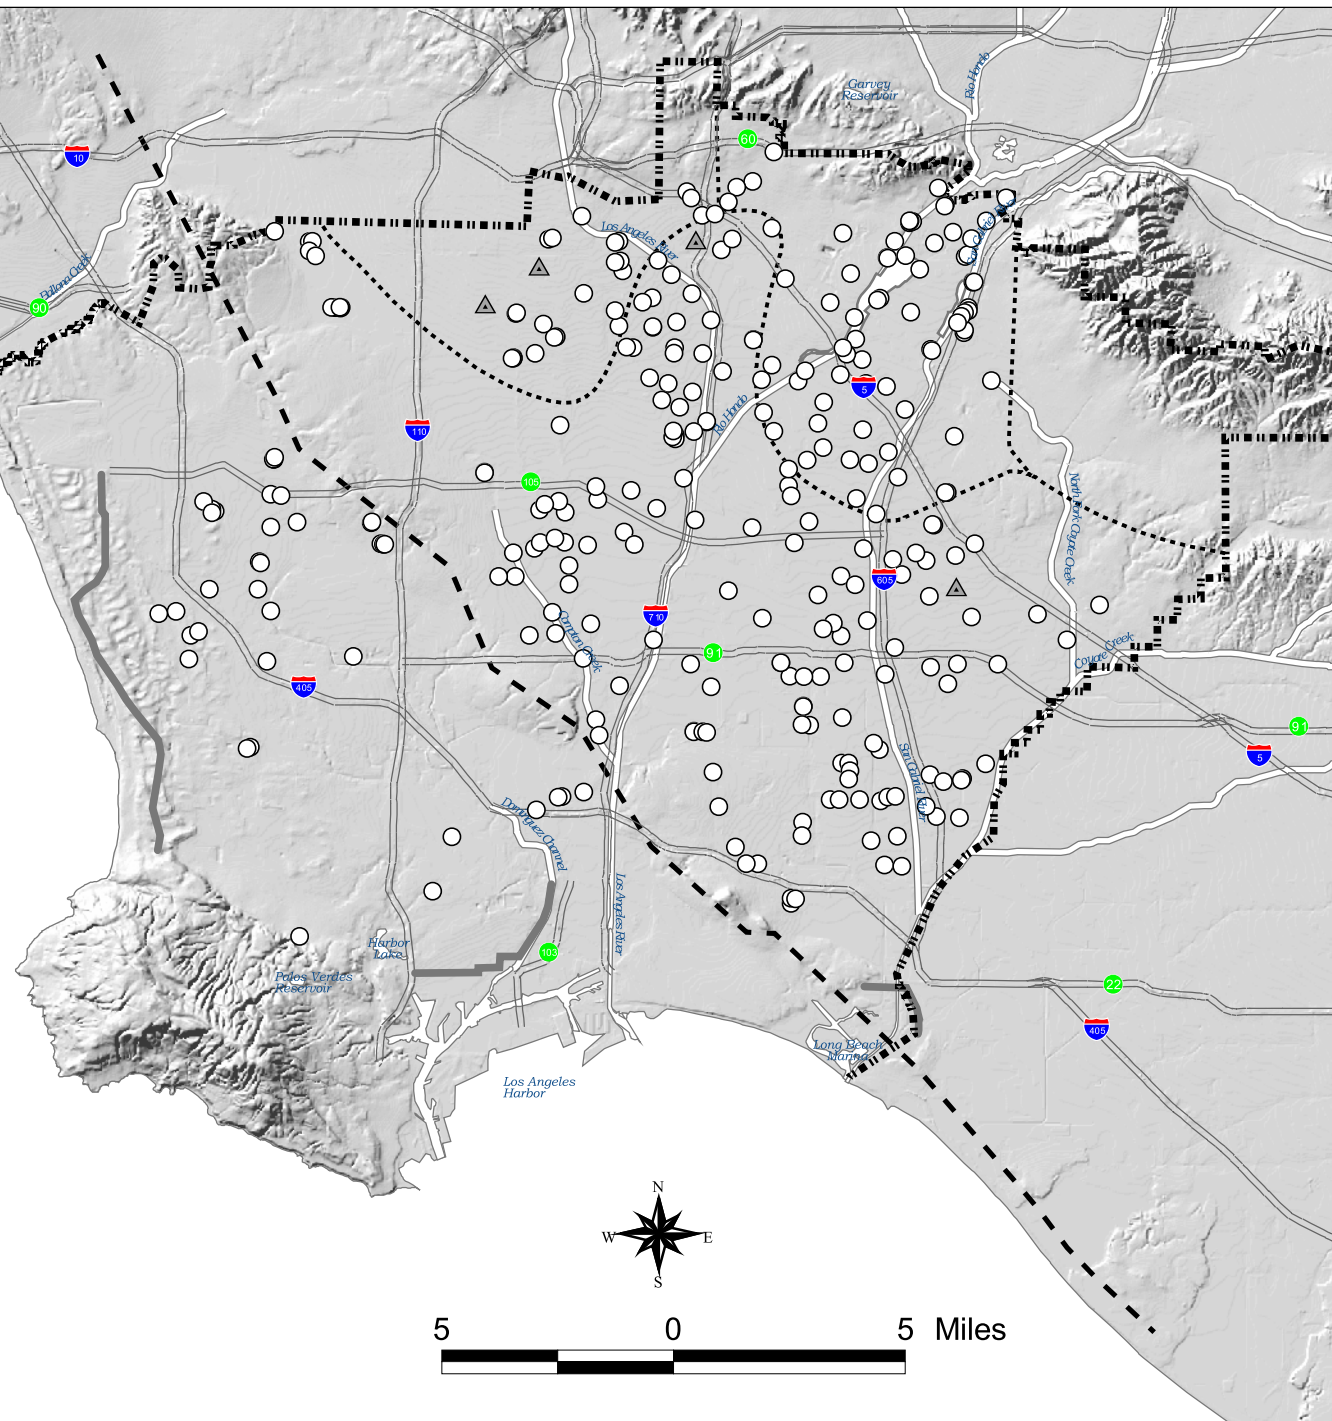 Rio Hondo
Garvey
Reservoir
60
10
Los Angeles River
San Gabriel River
Ballona Creek
90
5
Rio Hondo
110
105
North Fork Coyote Creek
605
710
Compton Creek
91
Coyote Creek
405
91
5
San Gabriel River
Dominguez Channel
Los Angeles River
Harbor
Lake
103
Palos Verdes
Reservoir
22
405
Long Beach
Marina
Los Angeles
Harbor
N
W E
S
5 0 5 Miles